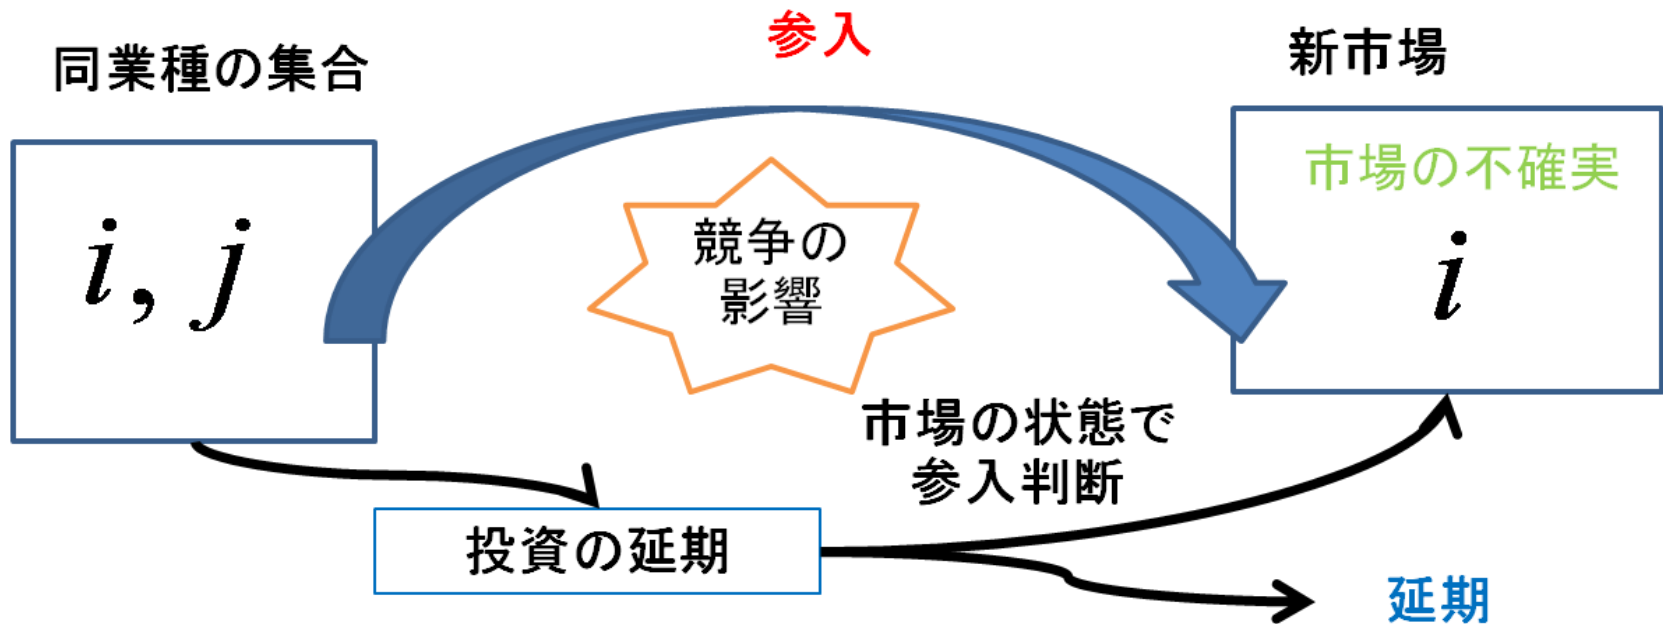 参入
同業種の集合
新市場
市場の不確実
i, j
競争の
影響
i
市場の状態で
参入判断
投資の延期
延期